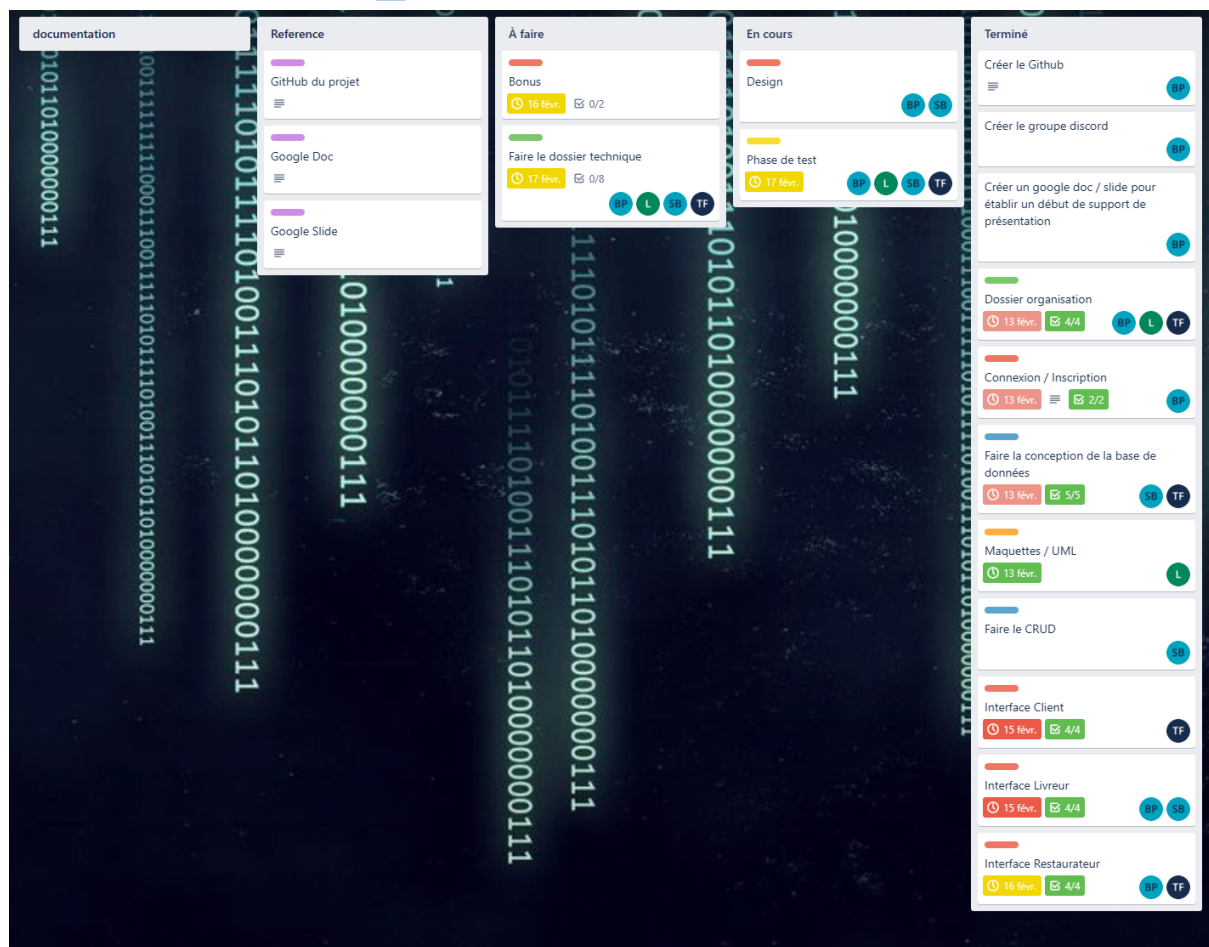 documentation
Reference
GitHub du projet
Google Doc
Google Slide
À faire
Bonus
16 févr. 0/2
Faire le dossier technique
17 févr. 0/8
BP L SB TF
En cours
Design
BP SB
Phase de test
17 févr. BP L SB TF
Terminé
Créer le Github
BP
Créer le groupe discord
BP
Créer un google doc / slide pour
établir un début de support de
présentation
BP
Dossier organisation
13 févr. 4/4 BP L TF
Connexion / Inscription
13 févr. 2/2 BP
Faire la conception de la base de
données
13 févr. 5/5 SB TF
Maquettes / UML
13 févr. L
Faire le CRUD
SB
Interface Client
15 févr. 4/4 TF
Interface Livreur
15 févr. 4/4 BP SB
Interface Restaurateur
16 févr. 4/4 BP TF